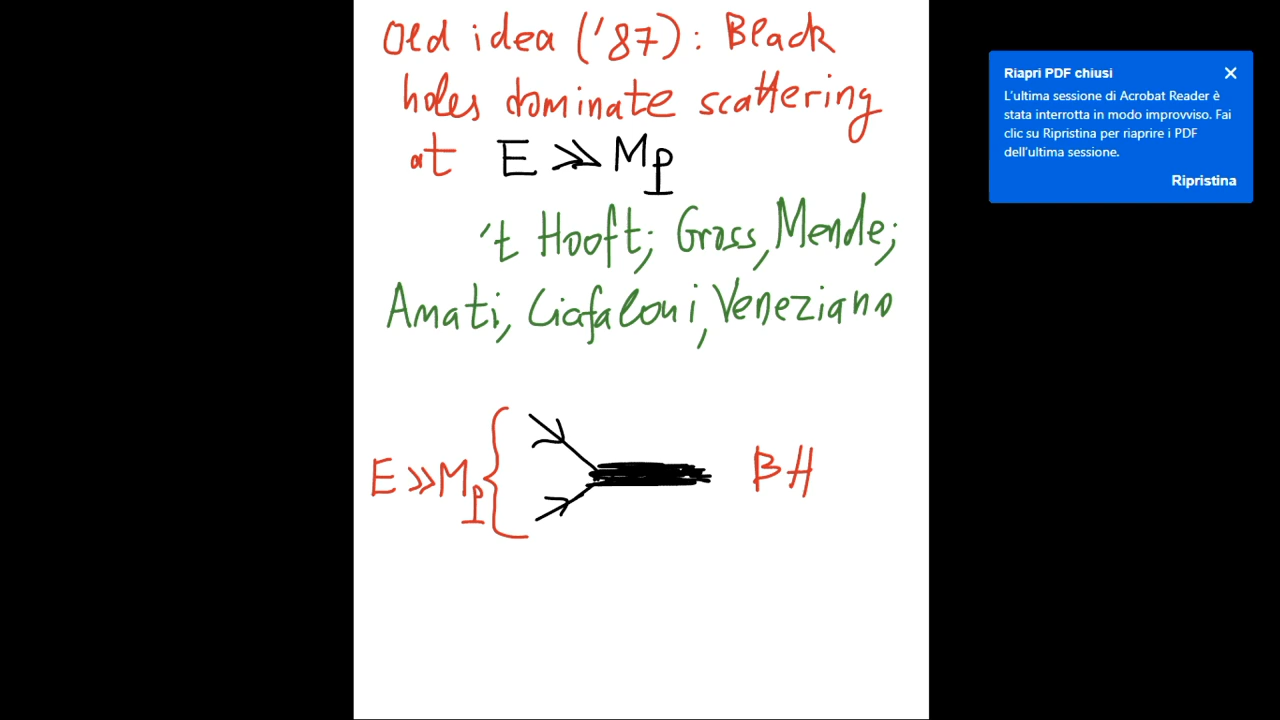 Old idea ('87): Black
holes dominate scattering
at E >> Mp
't Hooft; Gross, Mende;
Amati, Ciafaloni, Veneziano
E >> Mp { BH
Riapri PDF chiusi
L'ultima sessione di Acrobat Reader è
stata interrotta in modo improvviso. Fai
clic su Ripristina per riaprire i PDF
dell'ultima sessione.
Ripristina